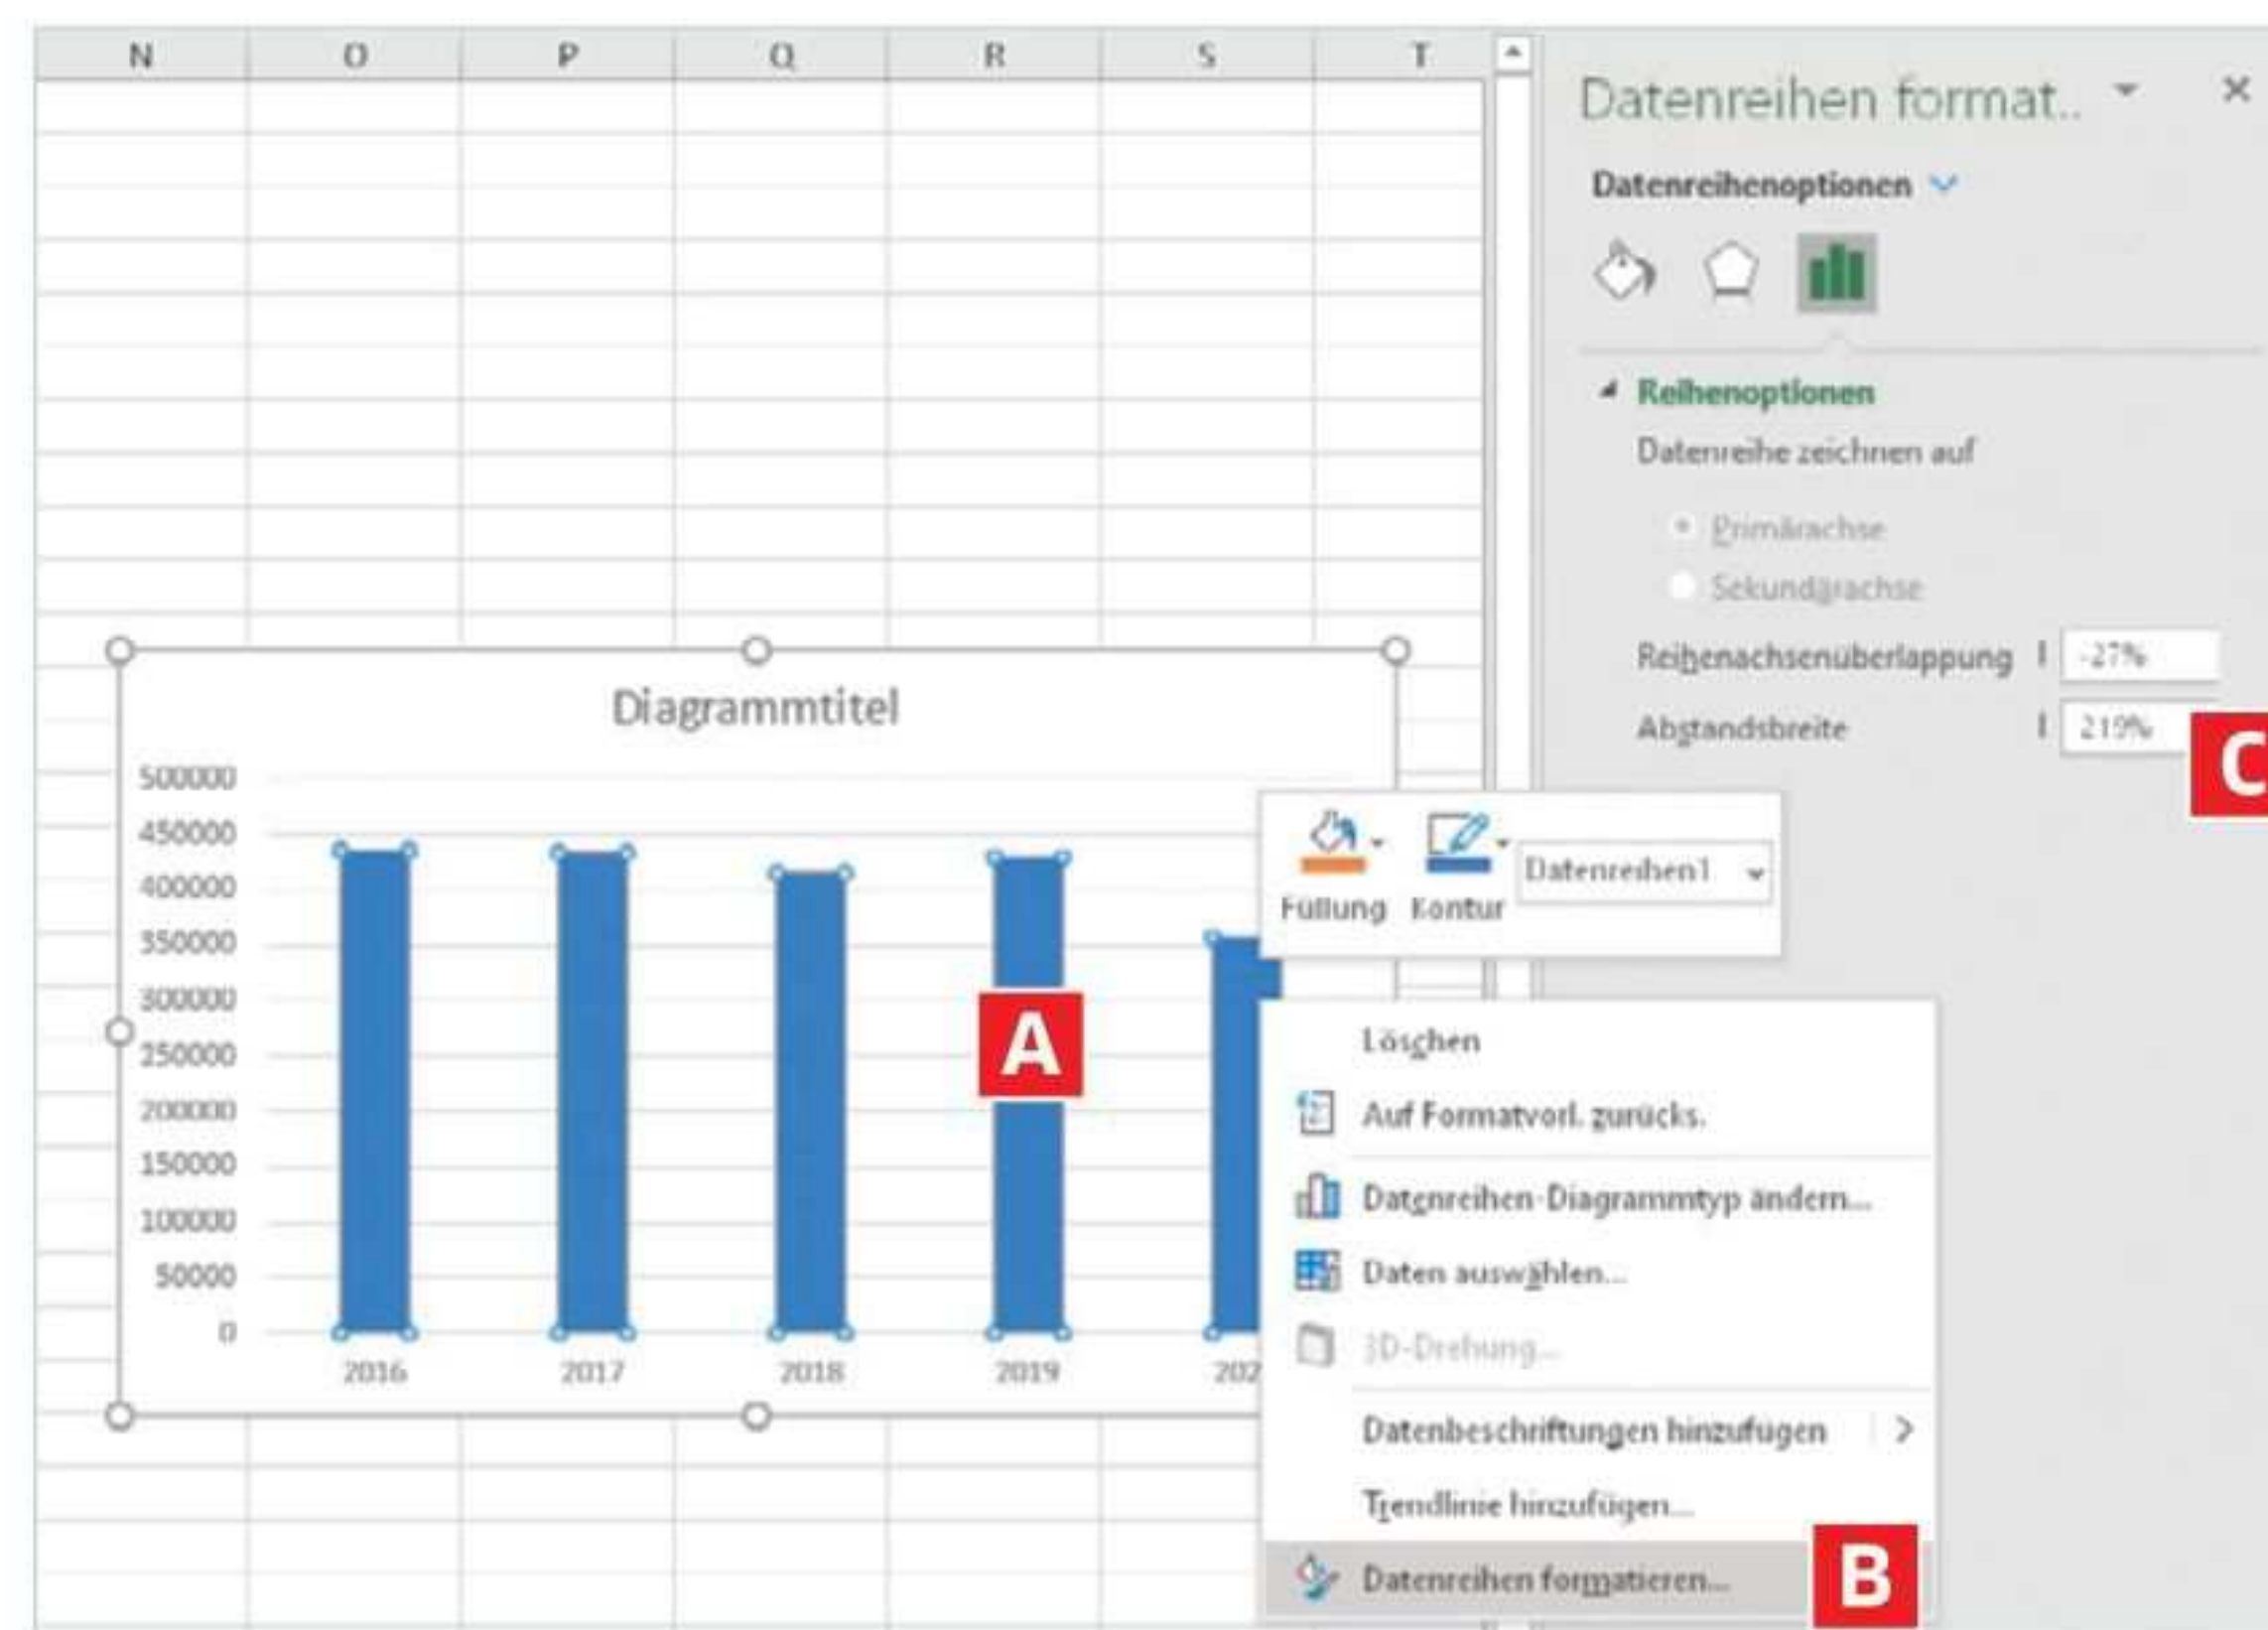 N O P Q R S T
Datenreihen format..
Datenreihenoptionen
Reihenoptionen
Datenreihe zeichnen auf
Primärachse
Sekundärachse
Reihenachsenüberlappung -27%
Abstandsbreite 219%
C
Diagrammtitel
500000
450000
400000
350000
300000
250000
200000
150000
100000
50000
0
2016 2017 2018 2019 202
A
Füllung Kontur Datenreihen1
Löschen
Auf Formatvorl. zurücks.
Datenreihen-Diagrammtyp ändern...
Daten auswählen...
3D-Drehung...
Datenbeschriftungen hinzufügen
Trendlinie hinzufügen...
Datenreihen formatieren...
B